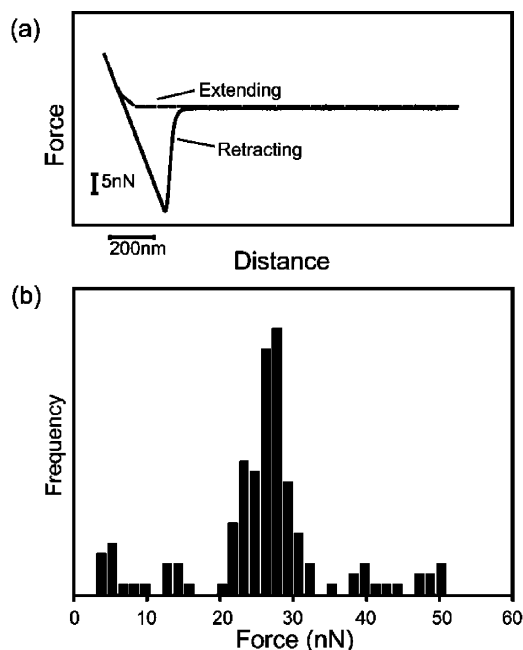 (a)
Extending
Retracting
Force
5nN
200nm
Distance
(b)
Frequency
0 10 20 30 40 50 60
Force (nN)